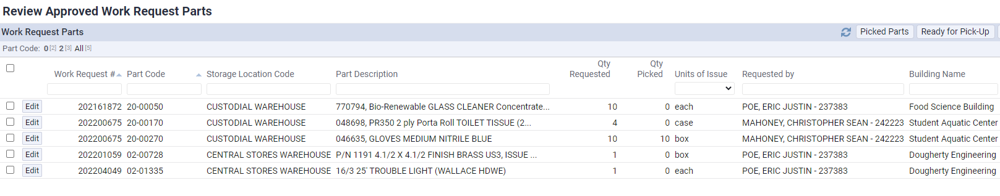 Review Approved Work Request Parts
Work Request Parts Picked Parts Ready for Pick-Up
Part Code: 0 [2] 2 [3] All [5]
Work Request # Part Code Storage Location Code Part Description Qty Requested Qty Picked Units of Issue Requested by Building Name
Edit 202161872 20-00050 CUSTODIAL WAREHOUSE 770794, Bio-Renewable GLASS CLEANER Concentrate... 10 0 each POE, ERIC JUSTIN - 237383 Food Science Building
Edit 202200675 20-00170 CUSTODIAL WAREHOUSE 048698, PR350 2 ply Porta Roll TOILET TISSUE (2... 4 0 case MAHONEY, CHRISTOPHER SEAN - 242223 Student Aquatic Center
Edit 202200675 20-00270 CUSTODIAL WAREHOUSE 046635, GLOVES MEDIUM NITRILE BLUE 10 10 box MAHONEY, CHRISTOPHER SEAN - 242223 Student Aquatic Center
Edit 202201059 02-00728 CENTRAL STORES WAREHOUSE P/N 1191 4.1/2 X 4.1/2 FINISH BRASS US3, ISSUE ... 1 0 box POE, ERIC JUSTIN - 237383 Dougherty Engineering
Edit 202204049 02-01335 CENTRAL STORES WAREHOUSE 16/3 25' TROUBLE LIGHT (WALLACE HDWE) 1 0 each POE, ERIC JUSTIN - 237383 Dougherty Engineering